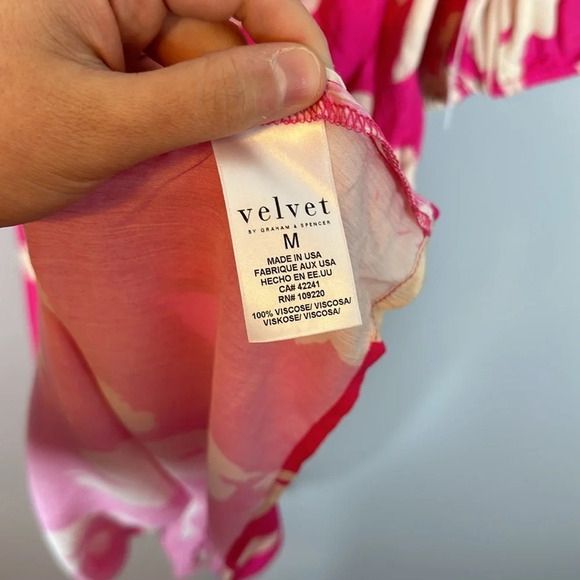 velvet
BY GRAHAM & SPENCER
M
MADE IN USA
FABRIQUE AUX USA
HECHO EN EE.UU
CA# 42241
RN# 109220
100% VISCOSE/ VISCOSA/
VISKOSE/ VISCOSA/